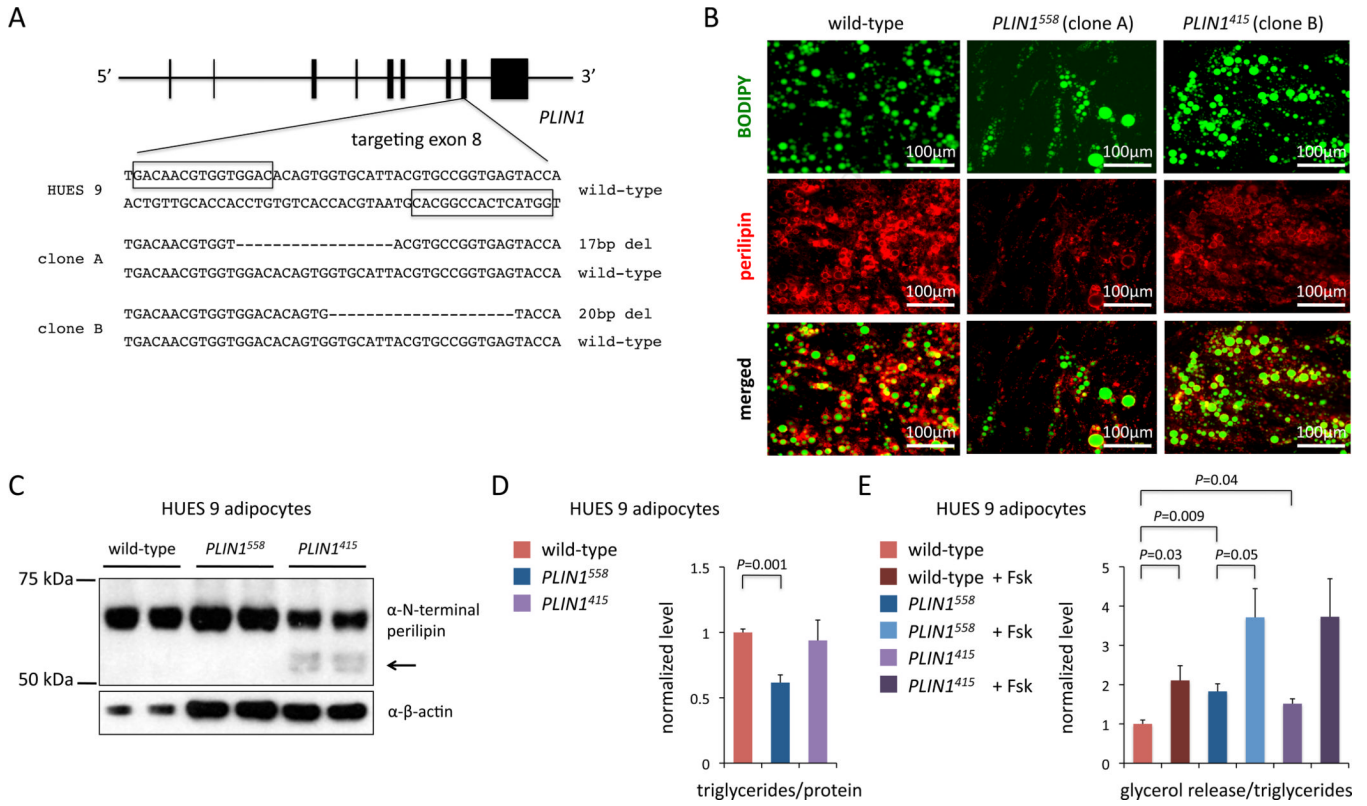 A
5’ 3’
PLIN1
targeting exon 8
HUES 9
TGACAACGTGGTGGACACAGTGGTGCATTACGTGCCGGTGAGTACCA
ACTGTTGCACCACCTGTGTCACCACGTAATGCACGGCCACTCATGGT
wild-type
clone A
TGACAACGTGGT-----------------ACGTGCCGGTGAGTACCA 17bp del
TGACAACGTGGTGGACACAGTGGTGCATTACGTGCCGGTGAGTACCA wild-type
clone B
TGACAACGTGGTGGACACAGTG--------------------TACCA 20bp del
TGACAACGTGGTGGACACAGTGGTGCATTACGTGCCGGTGAGTACCA wild-type
B
wild-type PLIN1558 (clone A) PLIN1415 (clone B)
BODIPY
100μm 100μm 100μm
perilipin
100μm 100μm 100μm
merged
100μm 100μm 100μm
C
HUES 9 adipocytes
wild-type PLIN1558 PLIN1415
75 kDa
α-N-terminal
perilipin
50 kDa
α-β-actin
D
HUES 9 adipocytes
wild-type
PLIN1558
PLIN1415
normalized level
1.5
1
0.5
0
P=0.001
triglycerides/protein
E
HUES 9 adipocytes
wild-type
wild-type + Fsk
PLIN1558
PLIN1558 + Fsk
PLIN1415
PLIN1415 + Fsk
normalized level
5
4
3
2
1
0
P=0.04
P=0.009
P=0.03
P=0.05
glycerol release/triglycerides